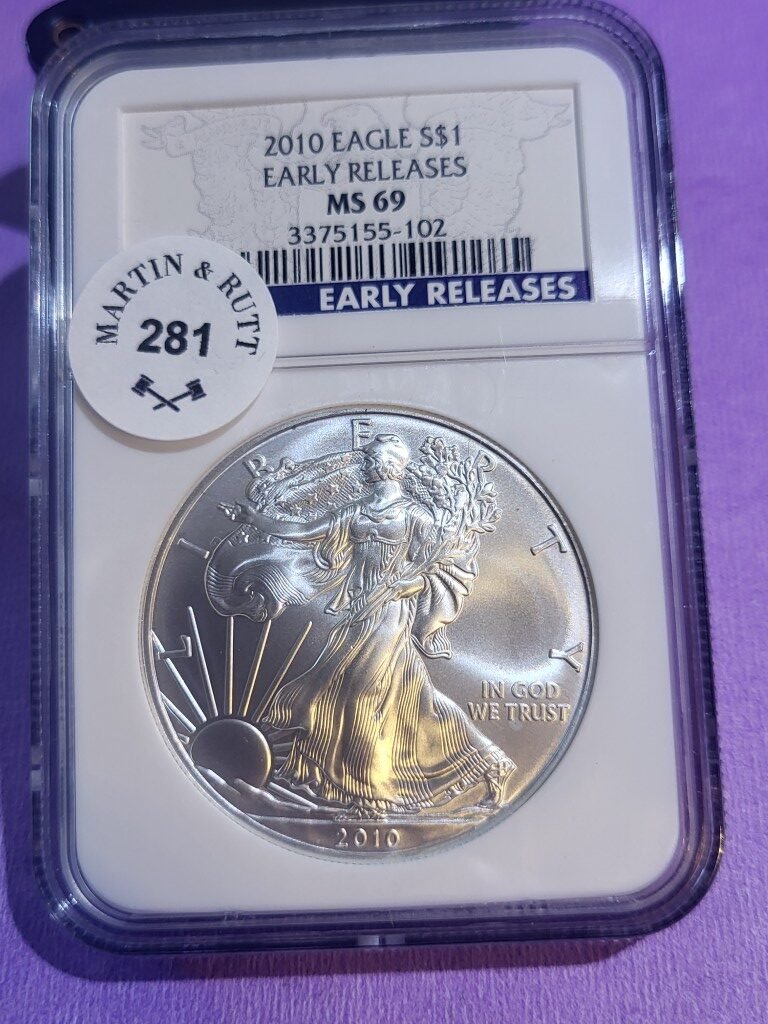 2010 EAGLE S$1
EARLY RELEASES
MS 69
3375155-102
EARLY RELEASES
MARTIN & RUTT
281
LIBERTY
IN GOD
WE TRUST
2010